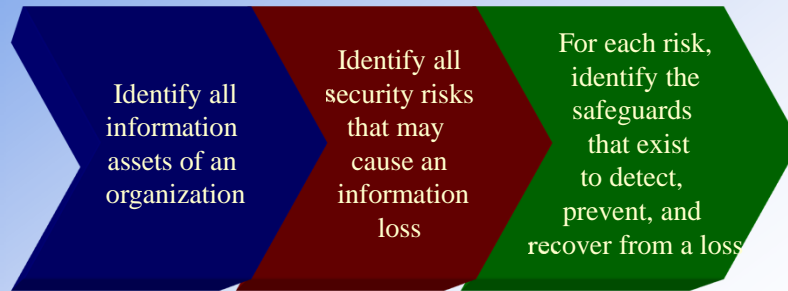 Identify all
information
assets of an
organization
Identify all
security risks
that may
cause an
information
loss
For each risk,
identify the
safeguards
that exist
to detect,
prevent, and
recover from a loss